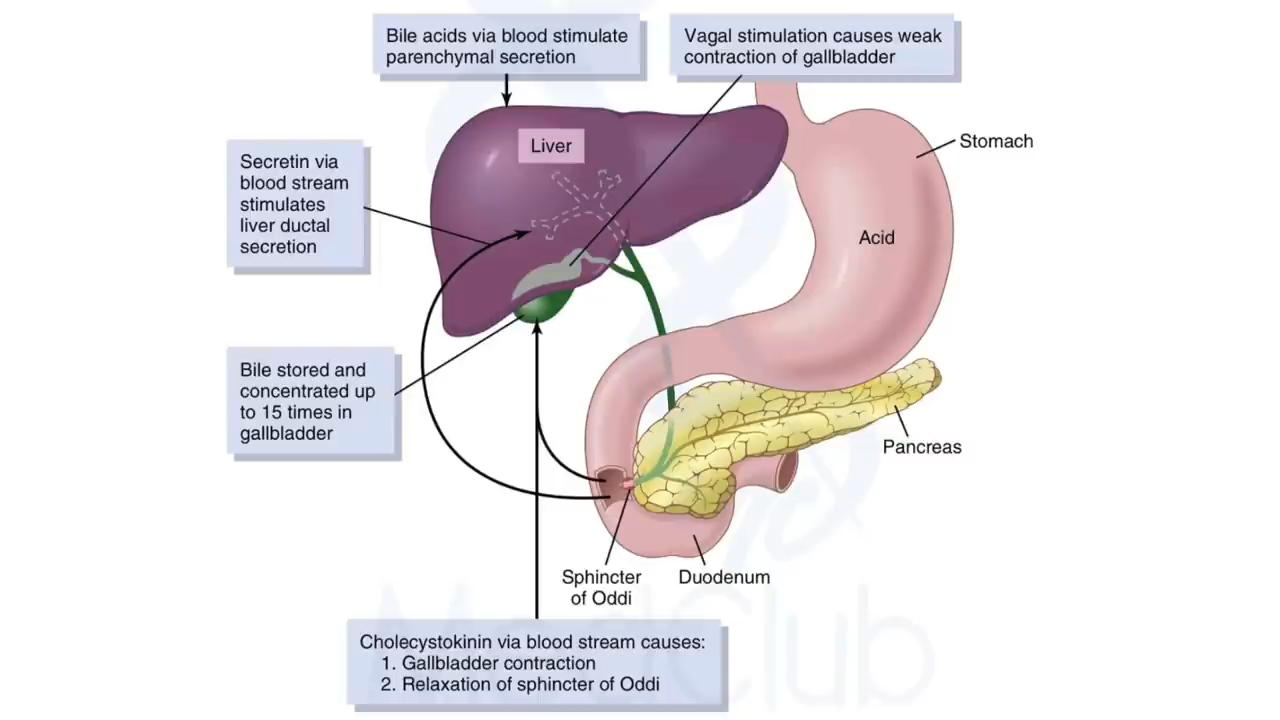 Bile acids via blood stimulate
parenchymal secretion
Vagal stimulation causes weak
contraction of gallbladder
Liver
Stomach
Secretin via
blood stream
stimulates
liver ductal
secretion
Acid
Bile stored and
concentrated up
to 15 times in
gallbladder
Pancreas
Sphincter
of Oddi
Duodenum
Cholecystokinin via blood stream causes:
1. Gallbladder contraction
2. Relaxation of sphincter of Oddi
MedClub